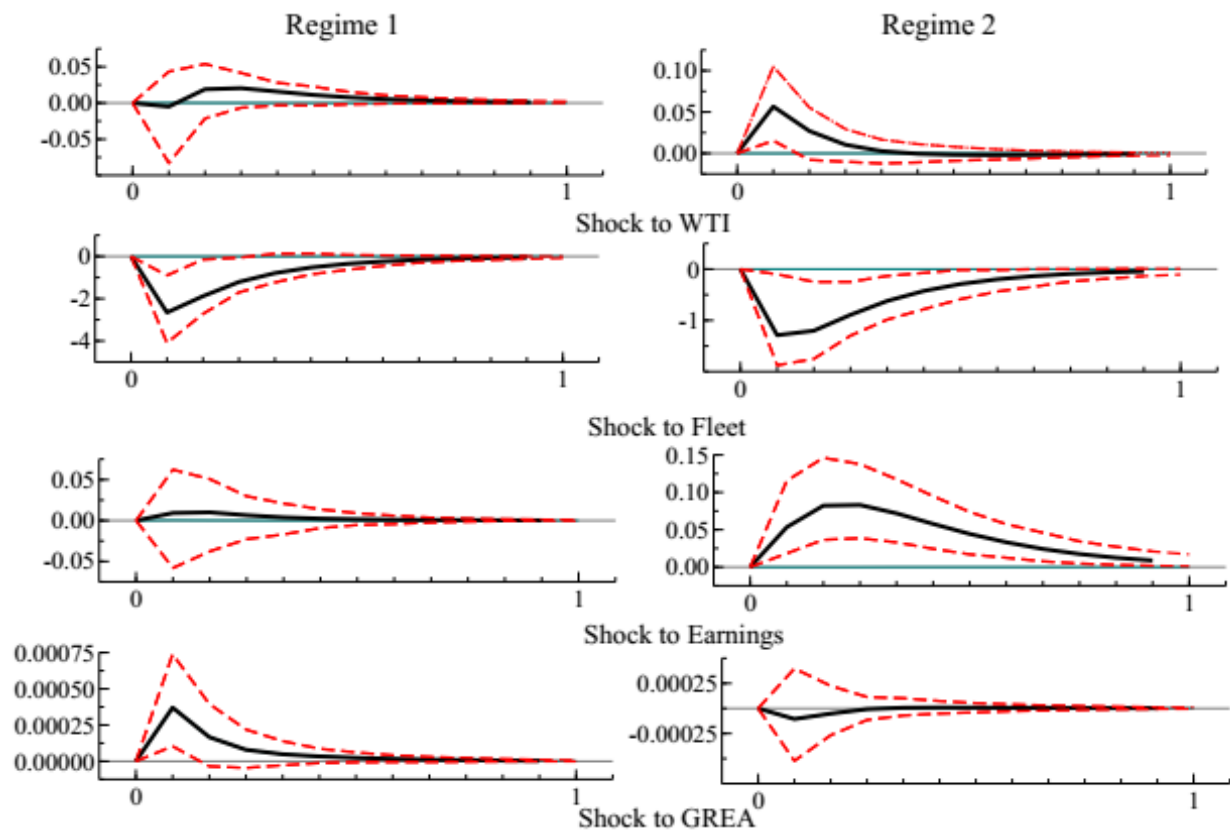 Regime 1 Regime 2
0.05 0.10
0.00 0.05
-0.05 0.00
0 1 0 1
Shock to WTI
0 0
-2 -1
-4
0 1 0 1
Shock to Fleet
0.05 0.15
0.00 0.10
-0.05 0.05
0.00
0 1 0 1
Shock to Earnings
0.00075 0.00025
0.00050 -0.00025
0.00025
0.00000
0 1 0 1
Shock to GREA